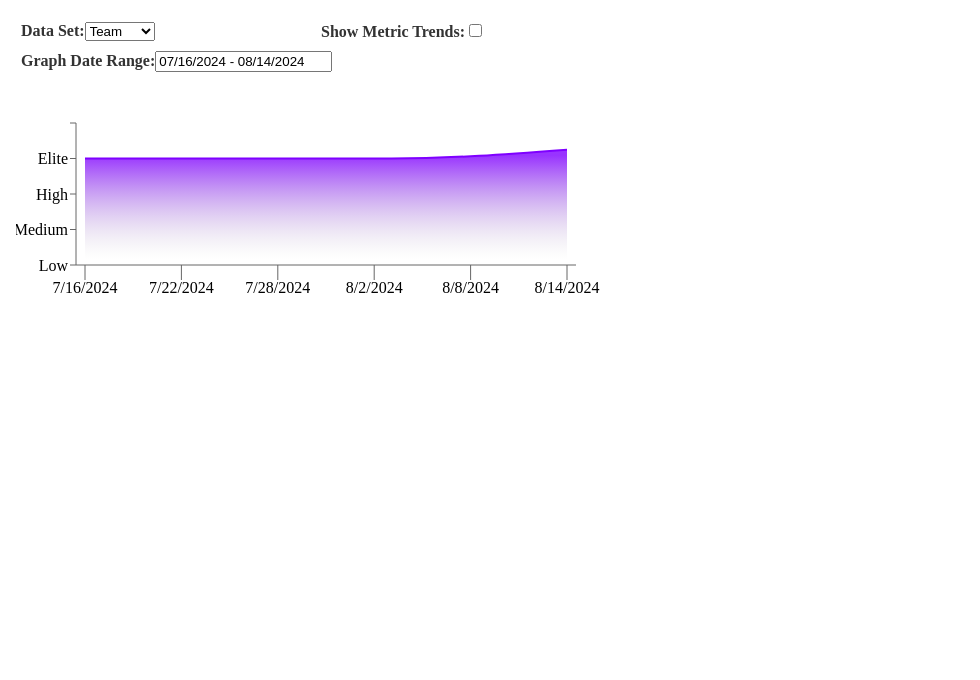 Data Set: Team
Show Metric Trends:
Graph Date Range: 07/16/2024 - 08/14/2024
Elite
High
Medium
Low
7/16/2024 7/22/2024 7/28/2024 8/2/2024 8/8/2024 8/14/2024